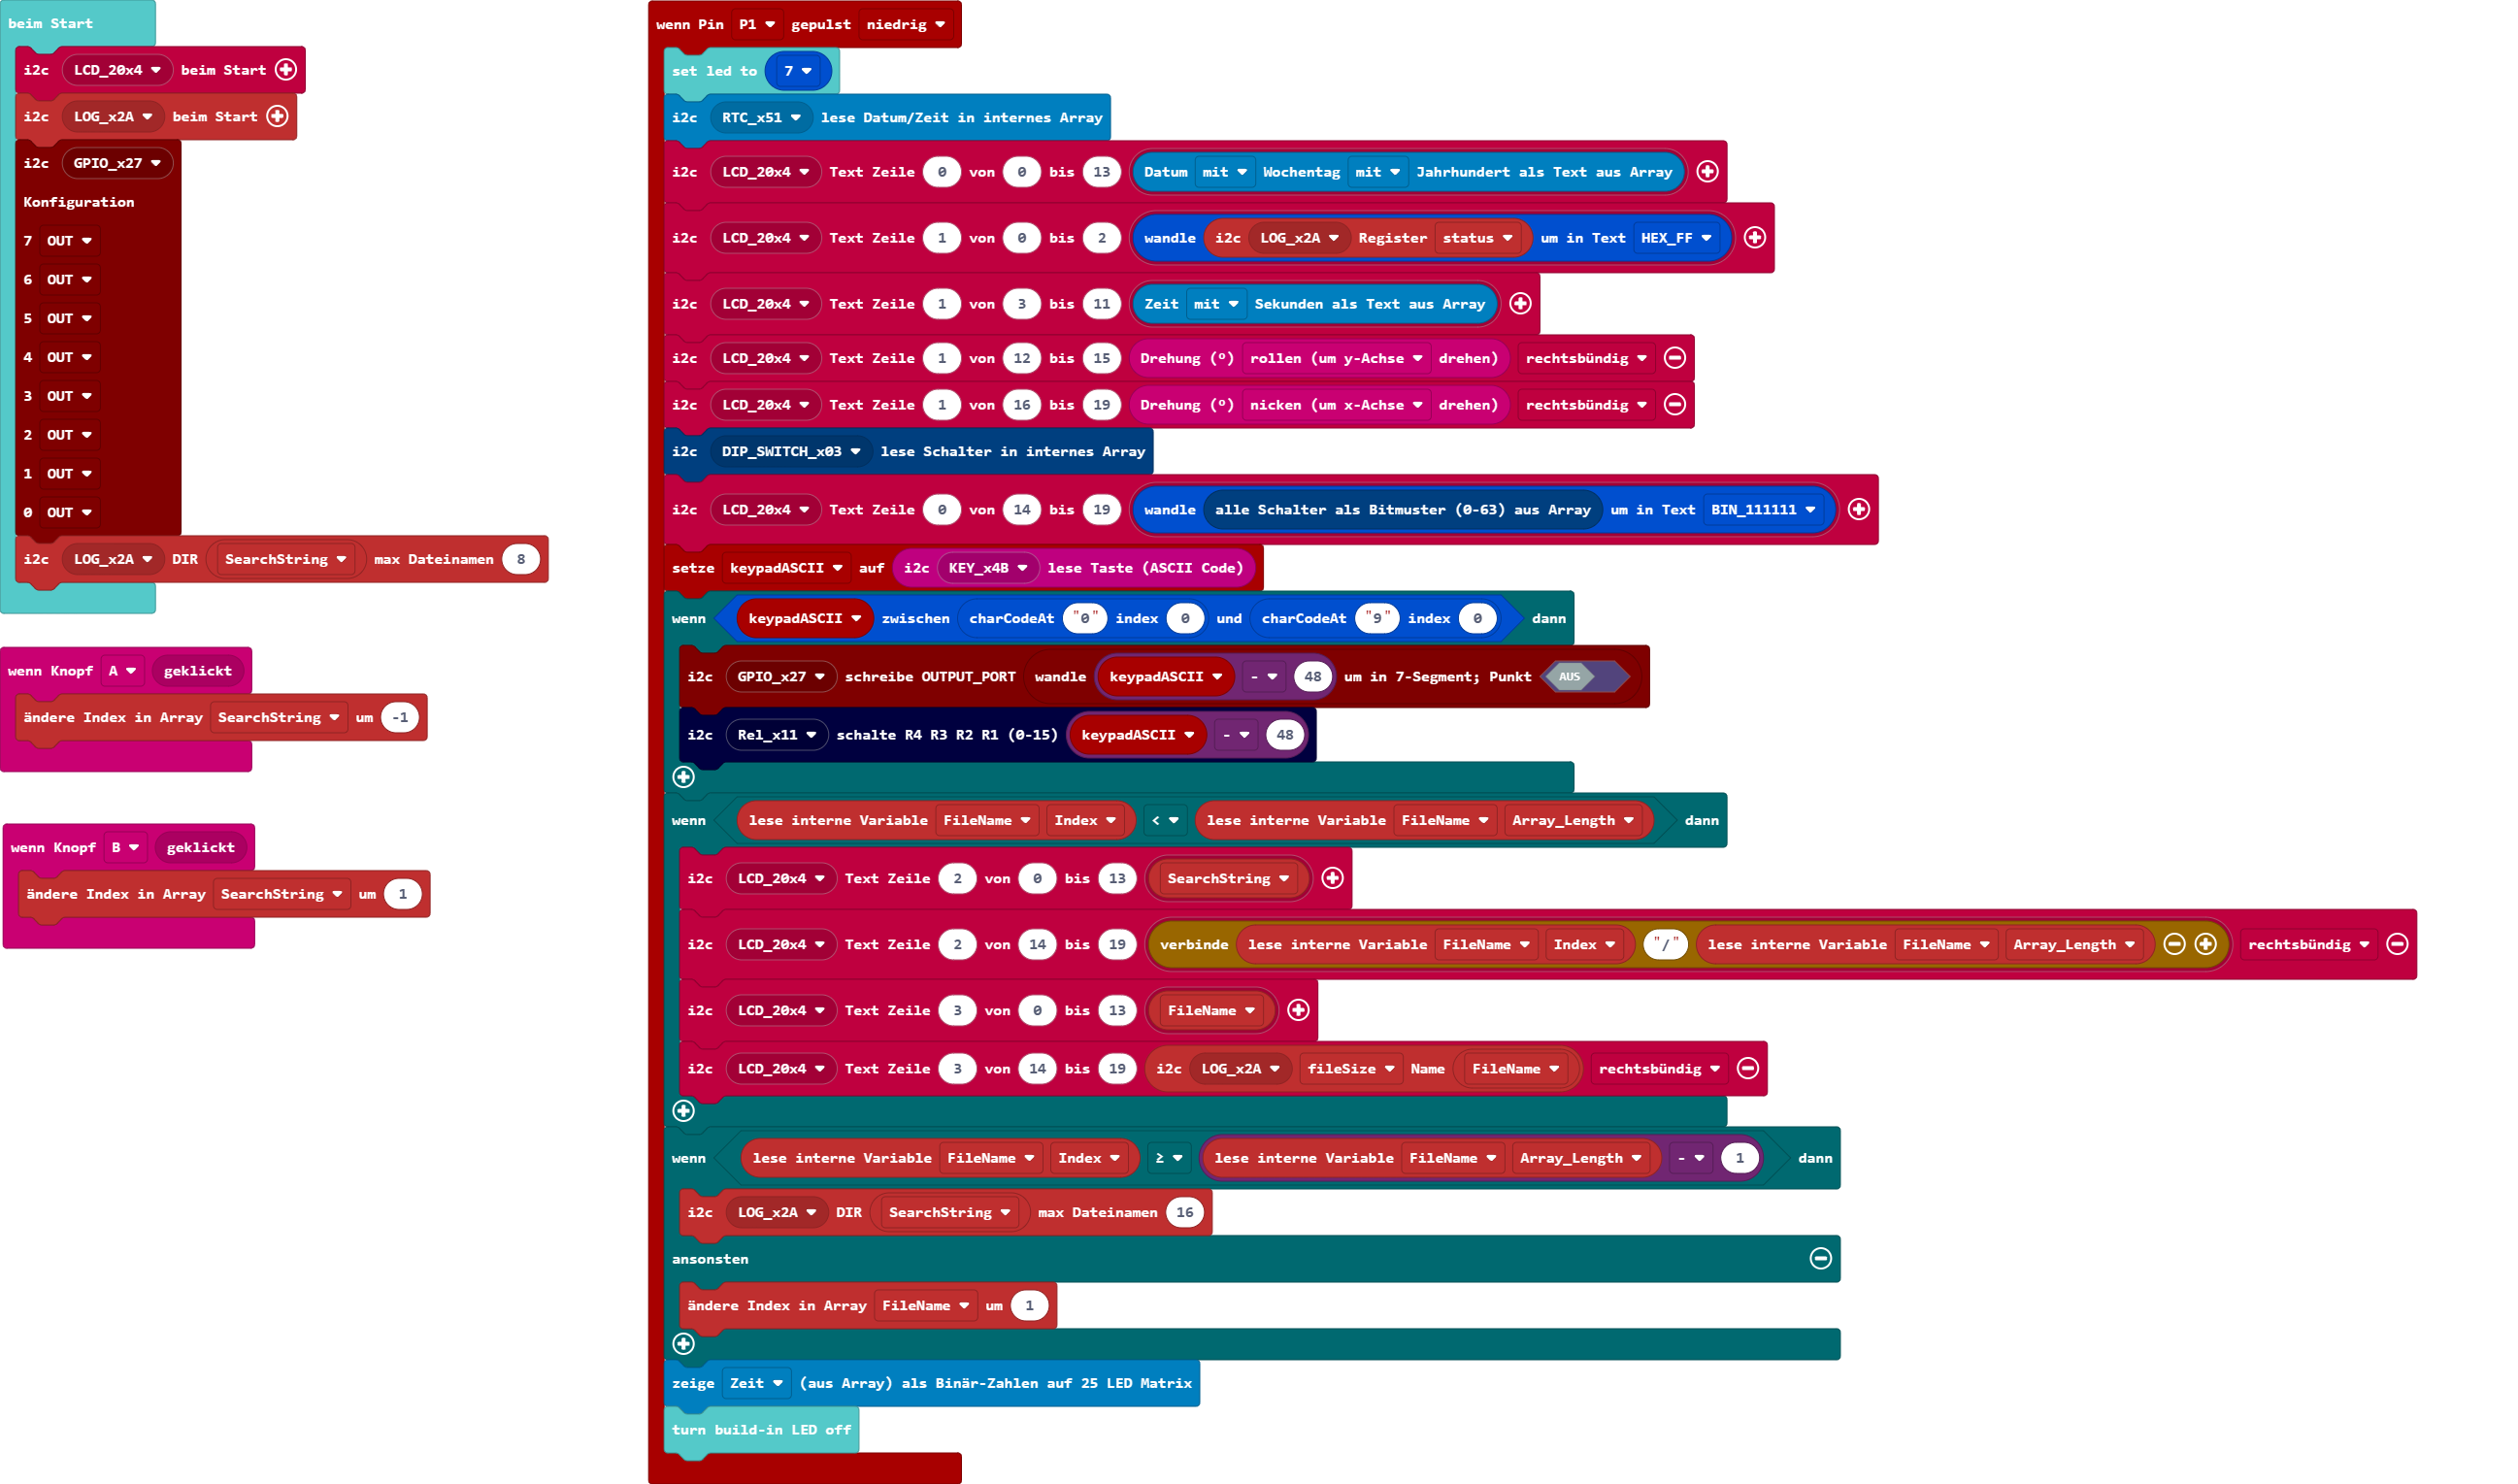 beim Start
i2c LCD_20x4 beim Start
i2c LOG_x2A beim Start
i2c GPIO_x27
Konfiguration
7 OUT
6 OUT
5 OUT
4 OUT
3 OUT
2 OUT
1 OUT
0 OUT
i2c LOG_x2A DIR SearchString max Dateinamen 8
wenn Knopf A geklickt
ändere Index in Array SearchString um -1
wenn Knopf B geklickt
ändere Index in Array SearchString um 1
wenn Pin P1 gepulst niedrig
set led to 7
i2c RTC_x51 lese Datum/Zeit in internes Array
i2c LCD_20x4 Text Zeile 0 von 0 bis 13 Datum mit Wochentag mit Jahrhundert als Text aus Array
i2c LCD_20x4 Text Zeile 1 von 0 bis 2 wandle i2c LOG_x2A Register status um in Text HEX_FF
i2c LCD_20x4 Text Zeile 1 von 3 bis 11 Zeit mit Sekunden als Text aus Array
i2c LCD_20x4 Text Zeile 1 von 12 bis 15 Drehung (º) rollen (um y-Achse drehen) rechtsbündig
i2c LCD_20x4 Text Zeile 1 von 16 bis 19 Drehung (º) nicken (um x-Achse drehen) rechtsbündig
i2c DIP_SWITCH_x03 lese Schalter in internes Array
i2c LCD_20x4 Text Zeile 0 von 14 bis 19 wandle alle Schalter als Bitmuster (0-63) aus Array um in Text BIN_111111
setze keypadASCII auf i2c KEY_x4B lese Taste (ASCII Code)
wenn keypadASCII zwischen charCodeAt "0" index 0 und charCodeAt "9" index 0 dann
i2c GPIO_x27 schreibe OUTPUT_PORT wandle keypadASCII - 48 um in 7-Segment; Punkt AUS
i2c Rel_x11 schalte R4 R3 R2 R1 (0-15) keypadASCII - 48
wenn lese interne Variable FileName Index < lese interne Variable FileName Array_Length dann
i2c LCD_20x4 Text Zeile 2 von 0 bis 13 SearchString
i2c LCD_20x4 Text Zeile 2 von 14 bis 19 verbinde lese interne Variable FileName Index "/" lese interne Variable FileName Array_Length rechtsbündig
i2c LCD_20x4 Text Zeile 3 von 0 bis 13 FileName
i2c LCD_20x4 Text Zeile 3 von 14 bis 19 i2c LOG_x2A fileSize Name FileName rechtsbündig
wenn lese interne Variable FileName Index ≥ lese interne Variable FileName Array_Length - 1 dann
i2c LOG_x2A DIR SearchString max Dateinamen 16
ansonsten
ändere Index in Array FileName um 1
zeige Zeit (aus Array) als Binär-Zahlen auf 25 LED Matrix
turn build-in LED off